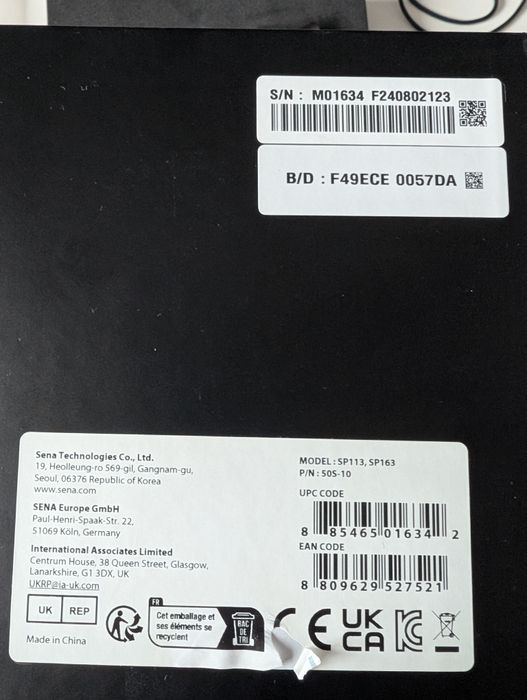 S/N : M01634 F240802123
B/D : F49ECE 0057DA
Sena Technologies Co., Ltd.
19, Heolleung-ro 569-gil, Gangnam-gu,
Seoul, 06376 Republic of Korea
www.sena.com
SENA Europe GmbH
Paul-Henri-Spaak-Str. 22,
51069 Köln, Germany
International Associates Limited
Centrum House, 38 Queen Street, Glasgow,
Lanarkshire, G1 3DX, UK
UKRP@ia-uk.com
UK REP
Made in China
FR
Cet emballage et
ses éléments se
recyclent
BAC
DE
TRI
MODEL : SP113, SP163
P/N : 50S-10
UPC CODE
8 85465 01634 2
EAN CODE
8 809629 527521
CE
UK
CA